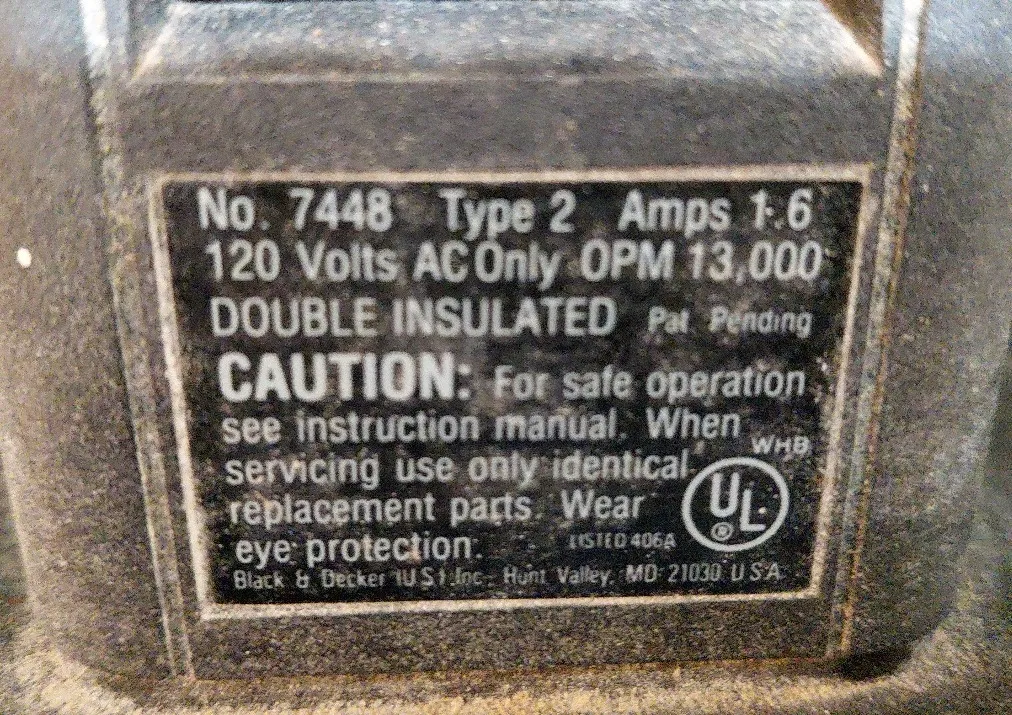 No. 7448 Type 2 Amps 1.6
120 Volts AC Only OPM 13,000
DOUBLE INSULATED Pat Pending
CAUTION: For safe operation
see instruction manual. When
servicing use only identical
replacement parts. Wear
eye protection.
WHB
UL
®
LISTED 406A
Black & Decker (U S) Inc., Hunt Valley, MD 21030 U S A